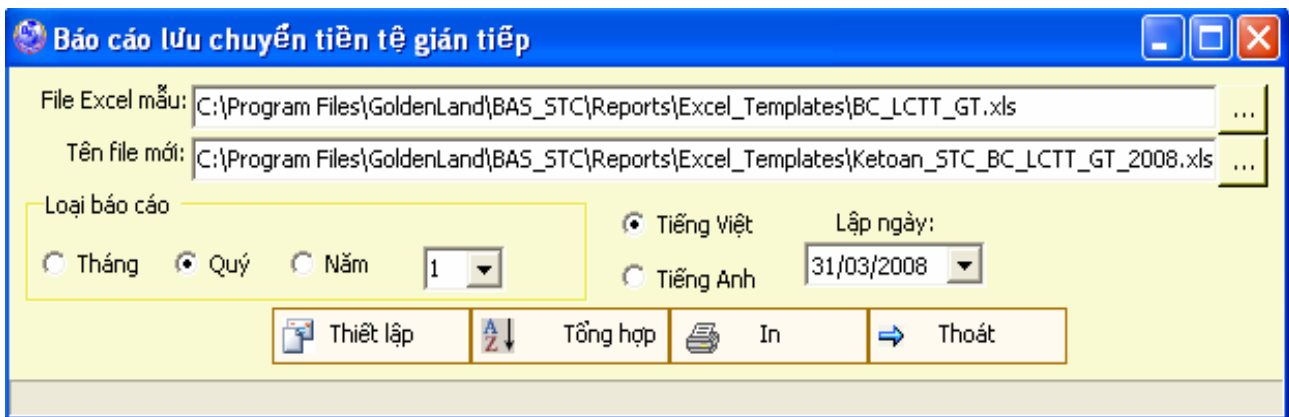 Báo cáo lưu chuyển tiền tệ gián tiếp
File Excel mẫu: C:\Program Files\GoldenLand\BAS_STC\Reports\Excel_Templates\BC_LCTT_GT.xls ...
Tên file mới: C:\Program Files\GoldenLand\BAS_STC\Reports\Excel_Templates\Ketoan_STC_BC_LCTT_GT_2008.xls ...
Loại báo cáo
Tháng Quý Năm 1
Tiếng Việt
Tiếng Anh
Lập ngày:
31/03/2008
Thiết lập Tổng hợp In Thoát